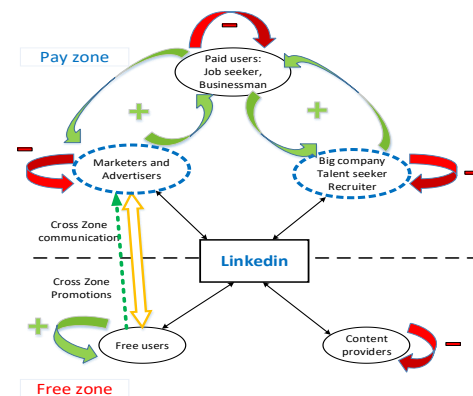 Pay zone
Paid users:
Job seeker,
Businessman
+
+
Marketers and
Advertisers
Big company
Talent seeker
Recruiter
Cross Zone
communication
Linkedin
Cross Zone
Promotions
+
Free users
Content
providers
Free zone